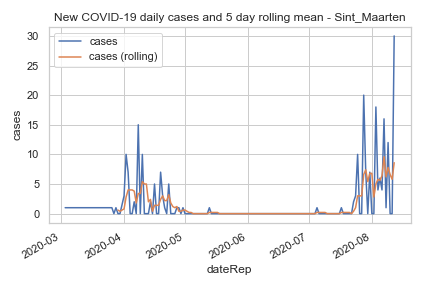 New COVID-19 daily cases and 5 day rolling mean - Sint_Maarten
cases
cases (rolling)
30
25
20
15
10
5
0
cases
2020-03
2020-04
2020-05
2020-06
2020-07
2020-08
dateRep